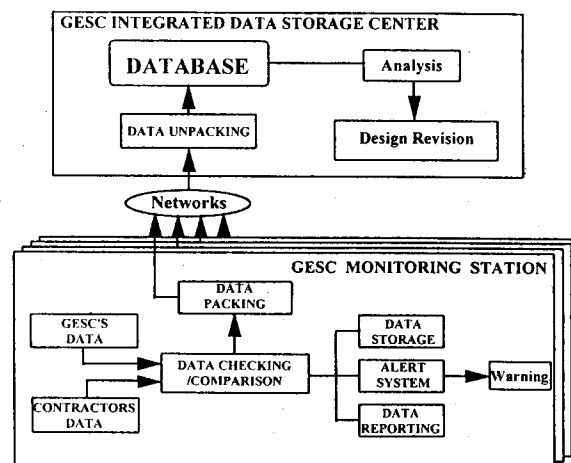 GESC INTEGRATED DATA STORAGE CENTER
DATABASE
Analysis
DATA UNPACKING
Design Revision
Networks
GESC MONITORING STATION
DATA
PACKING
GESC'S
DATA
DATA
STORAGE
DATA CHECKING
/COMPARISON
ALERT
SYSTEM
Warning
CONTRACTORS
DATA
DATA
REPORTING